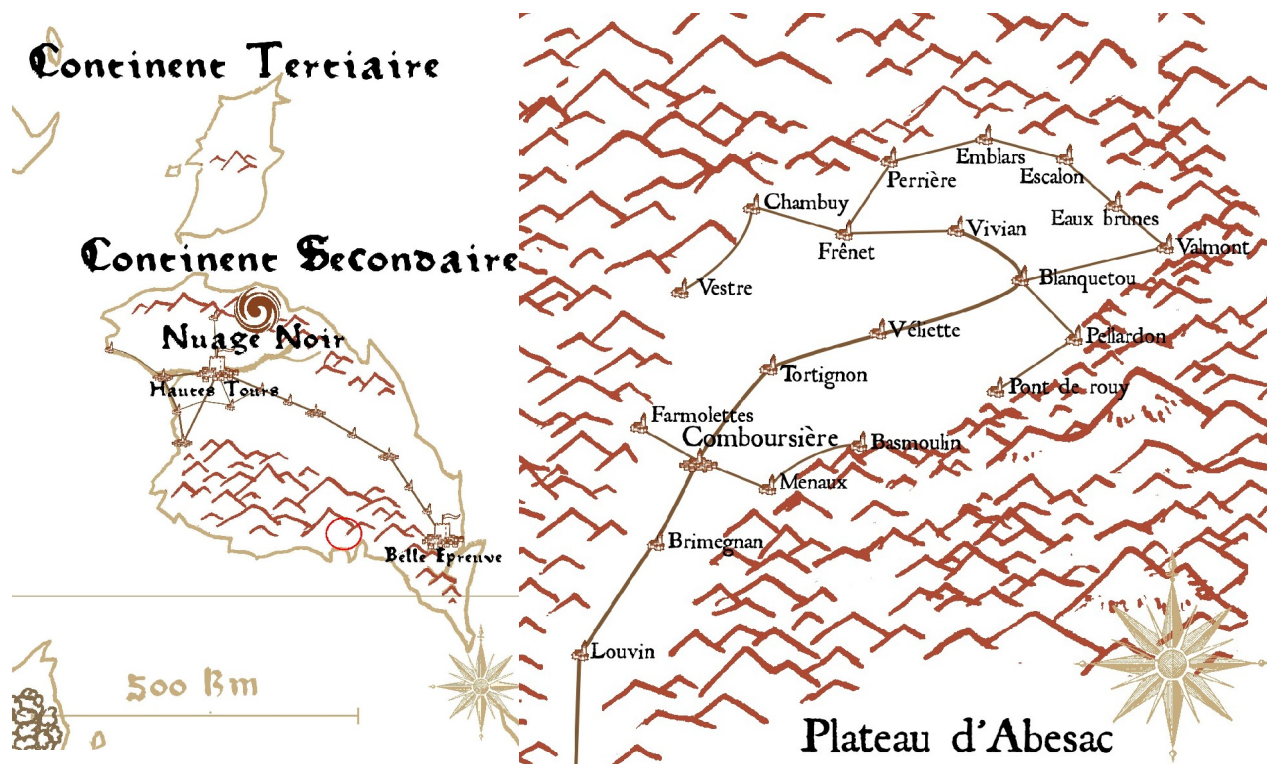 Continent Tertiaire
Continent Secondaire
Nuage Noir
Hautes Tours
Belle Epreuve
500 Km
Emblars
Perrière
Escalon
Chambuy
Eaux brunes
Frênet
Vivian
Valmont
Vestre
Blanquetou
Véliette
Pellardon
Tortignon
Pont de rouy
Farmolettes
Comboursière
Basmoulin
Menaux
Brimegnan
Louvin
Plateau d'Abesac